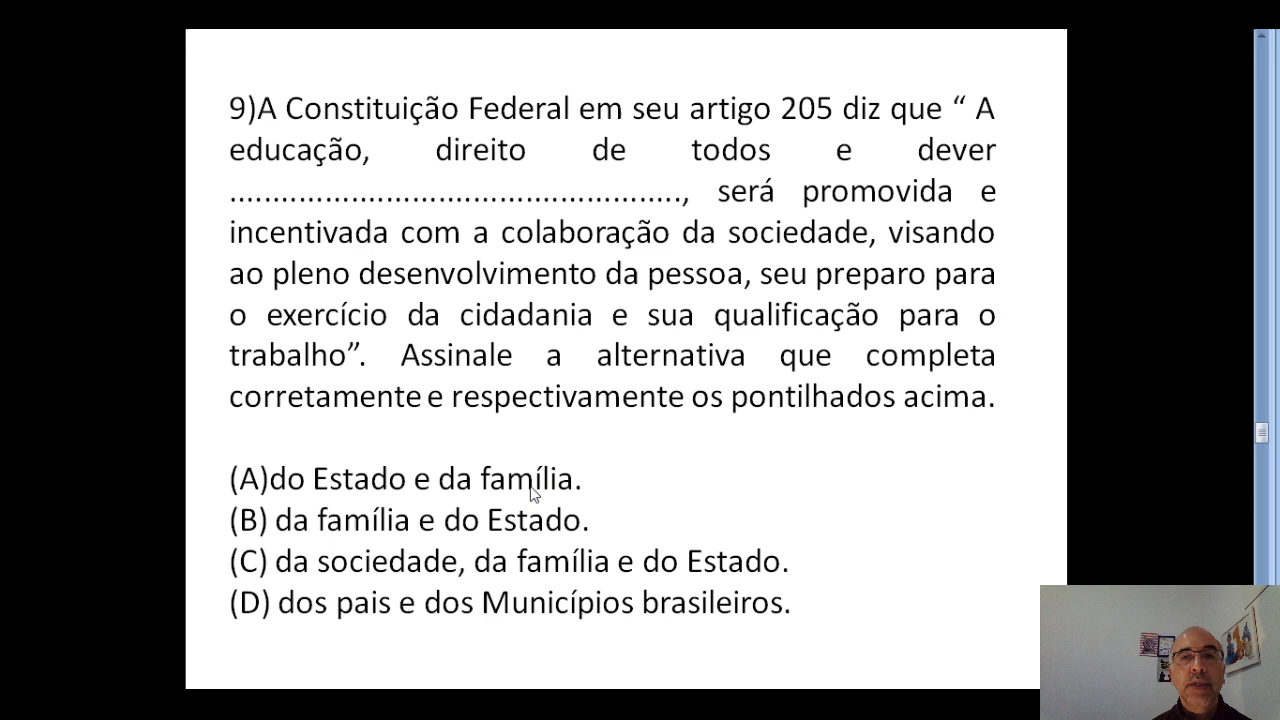 9)A Constituição Federal em seu artigo 205 diz que “ A
educação, direito de todos e dever
...................................................., será promovida e
incentivada com a colaboração da sociedade, visando
ao pleno desenvolvimento da pessoa, seu preparo para
o exercício da cidadania e sua qualificação para o
trabalho”. Assinale a alternativa que completa
corretamente e respectivamente os pontilhados acima.
(A)do Estado e da família.
(B) da família e do Estado.
(C) da sociedade, da família e do Estado.
(D) dos pais e dos Municípios brasileiros.